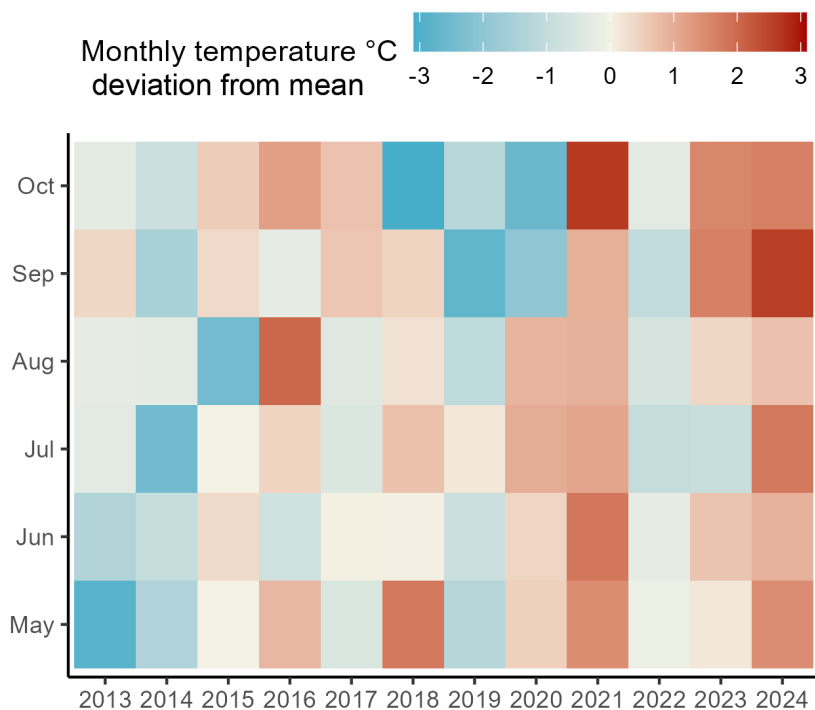 Monthly temperature °C
deviation from mean
-3 -2 -1 0 1 2 3
Oct
Sep
Aug
Jul
Jun
May
2013 2014 2015 2016 2017 2018 2019 2020 2021 2022 2023 2024